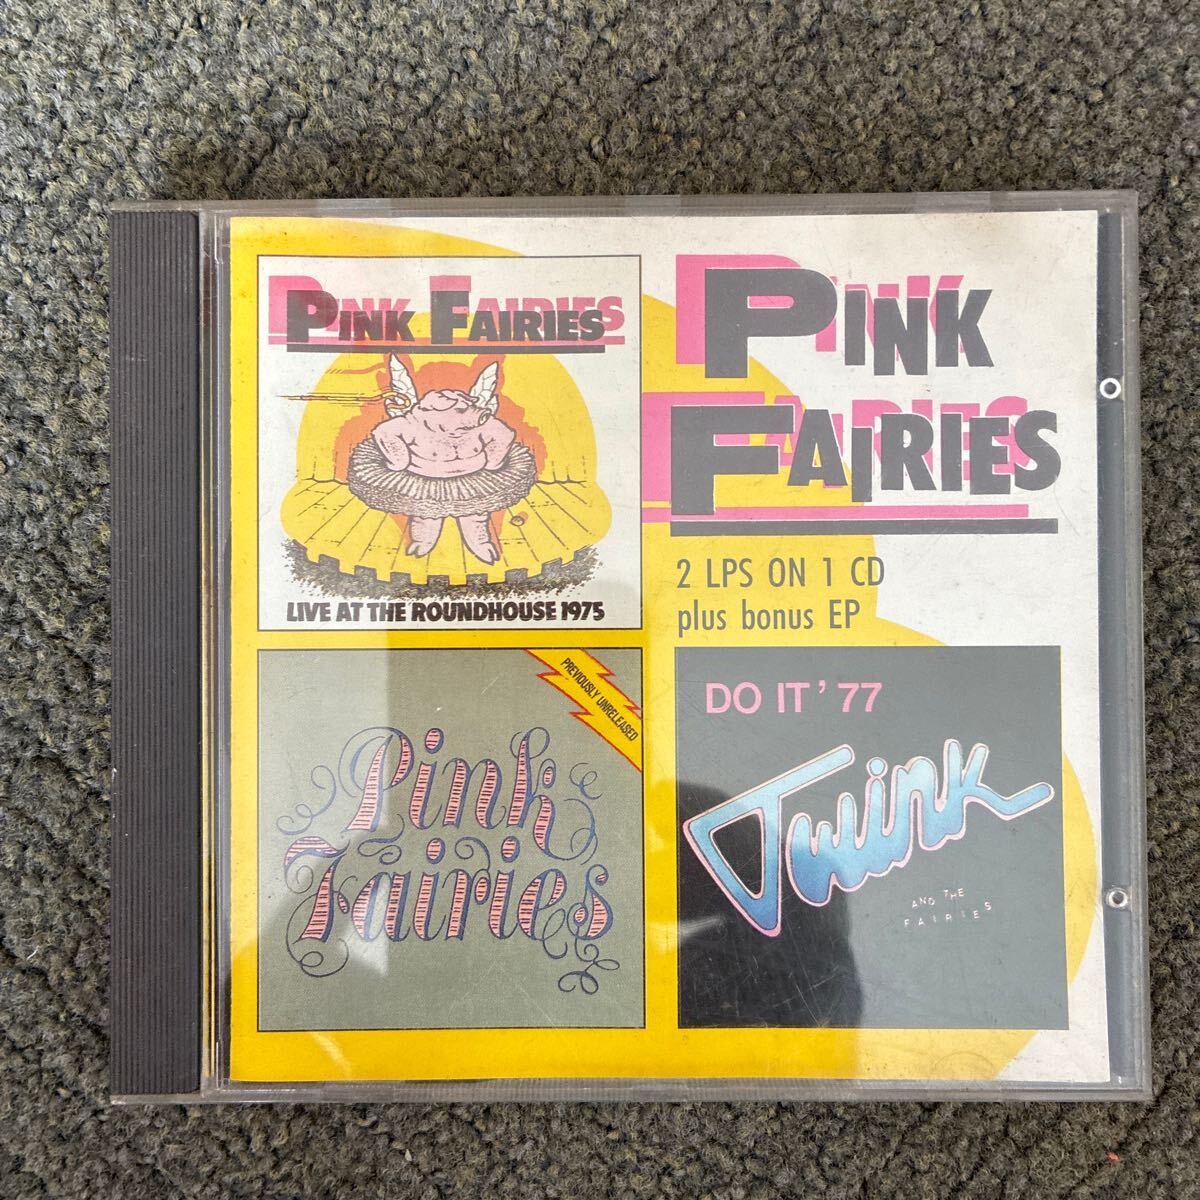 PINK FAIRIES
LIVE AT THE ROUNDHOUSE 1975
PINK
FAIRIES
2 LPS ON 1 CD
plus bonus EP
PREVIOUSLY UNRELEASED
Pink
Fairies
DO IT '77
Twink
AND THE
FAIRIES